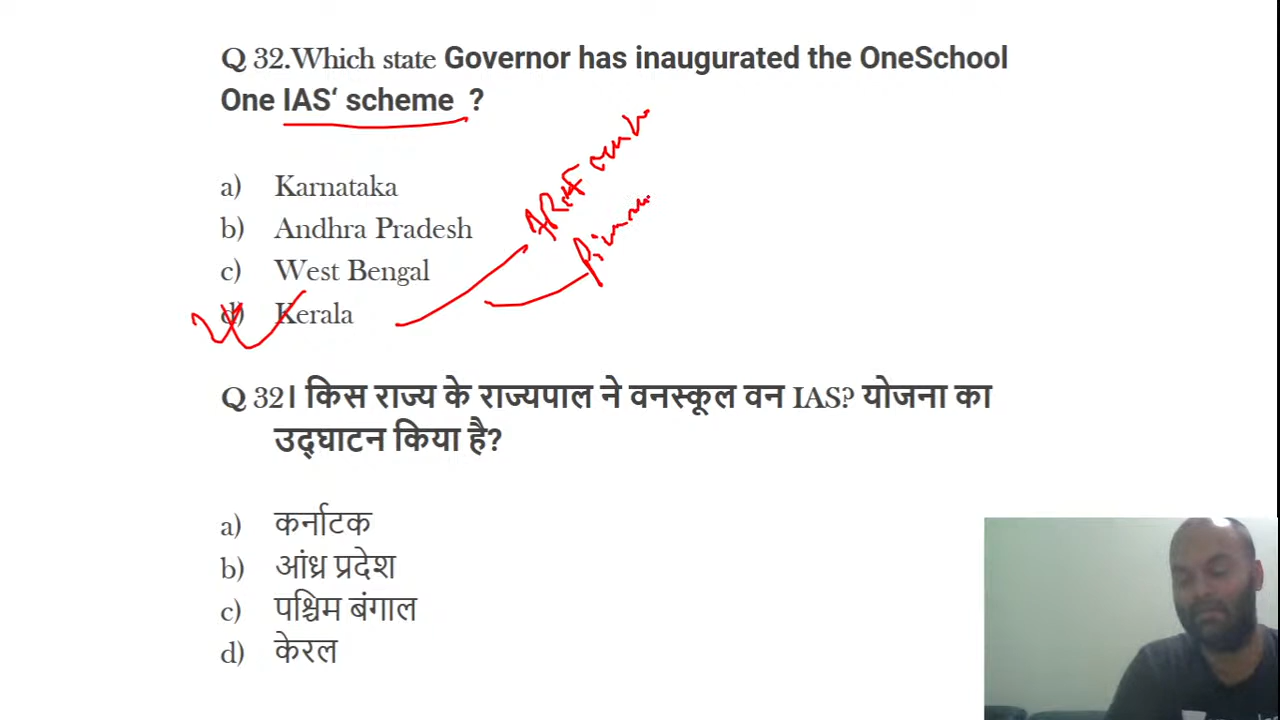 Q 32.Which state Governor has inaugurated the OneSchool
One IAS‘ scheme ?
a) Karnataka
b) Andhra Pradesh
c) West Bengal
d) Kerala
ARIF
Q 32। किस राज्य के राज्यपाल ने वनस्कूल वन IAS? योजना का
उद्घाटन किया है?
a) कर्नाटक
b) आंध्र प्रदेश
c) पश्चिम बंगाल
d) केरल